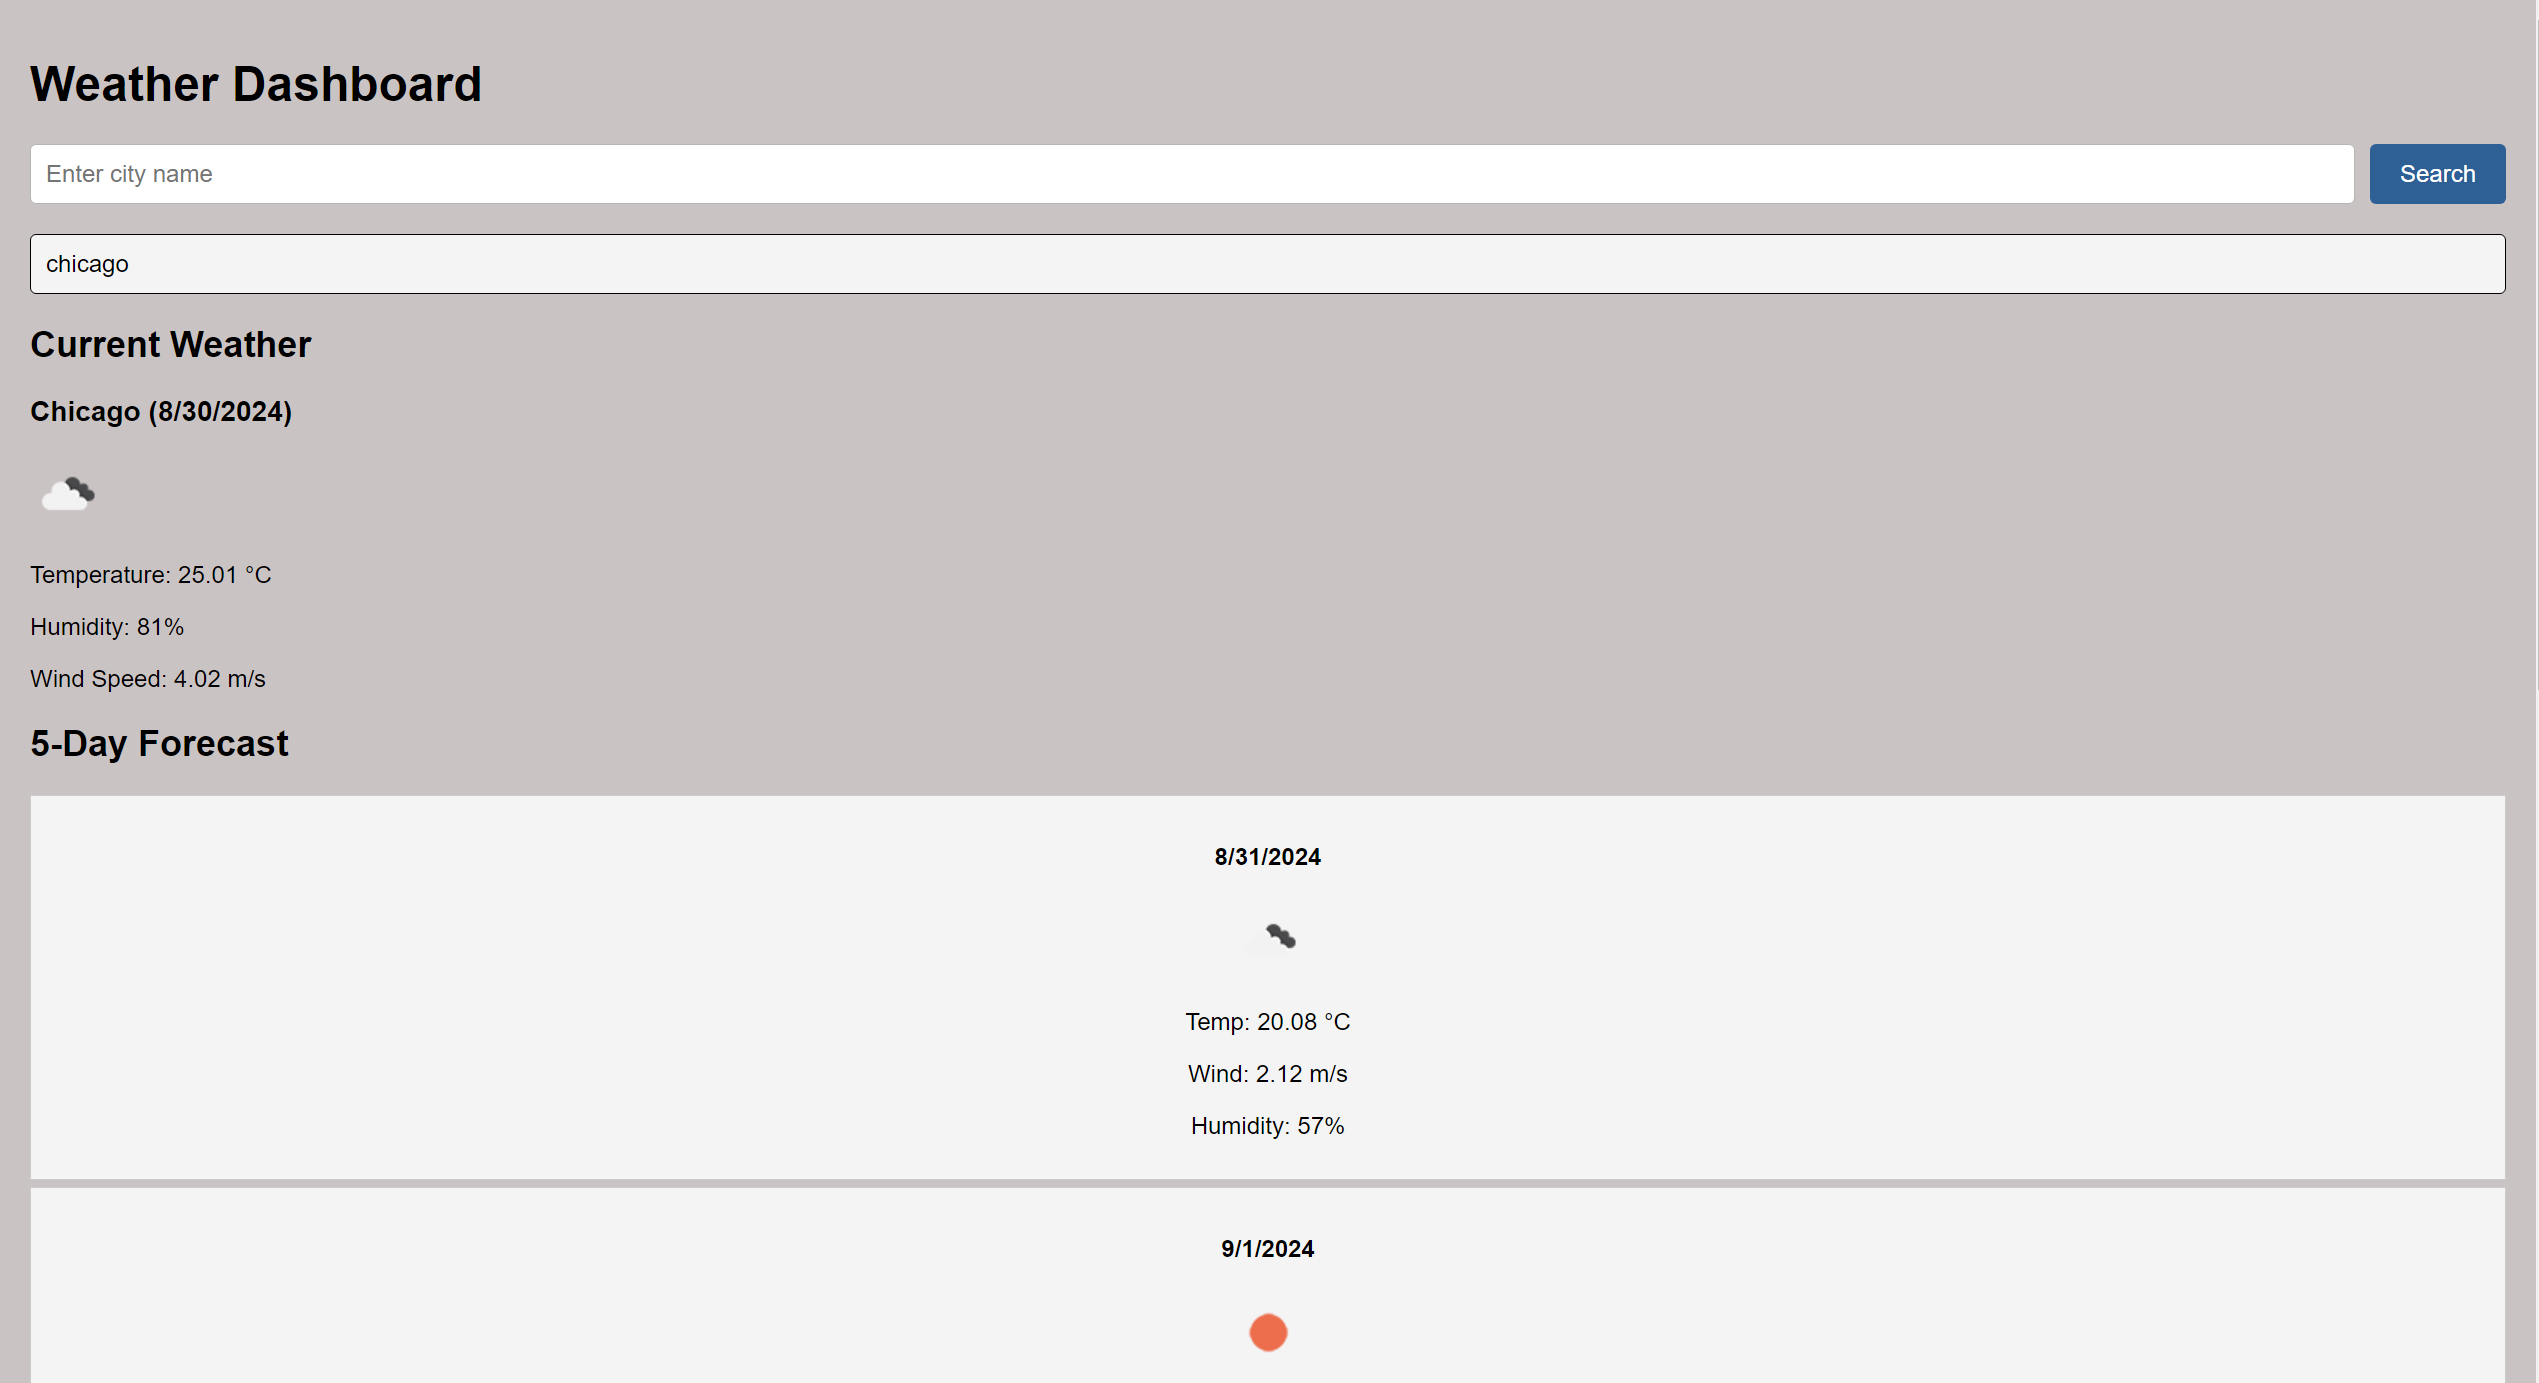 Weather Dashboard
Enter city name
Search
chicago
Current Weather
Chicago (8/30/2024)
Temperature: 25.01 °C
Humidity: 81%
Wind Speed: 4.02 m/s
5-Day Forecast
8/31/2024
Temp: 20.08 °C
Wind: 2.12 m/s
Humidity: 57%
9/1/2024